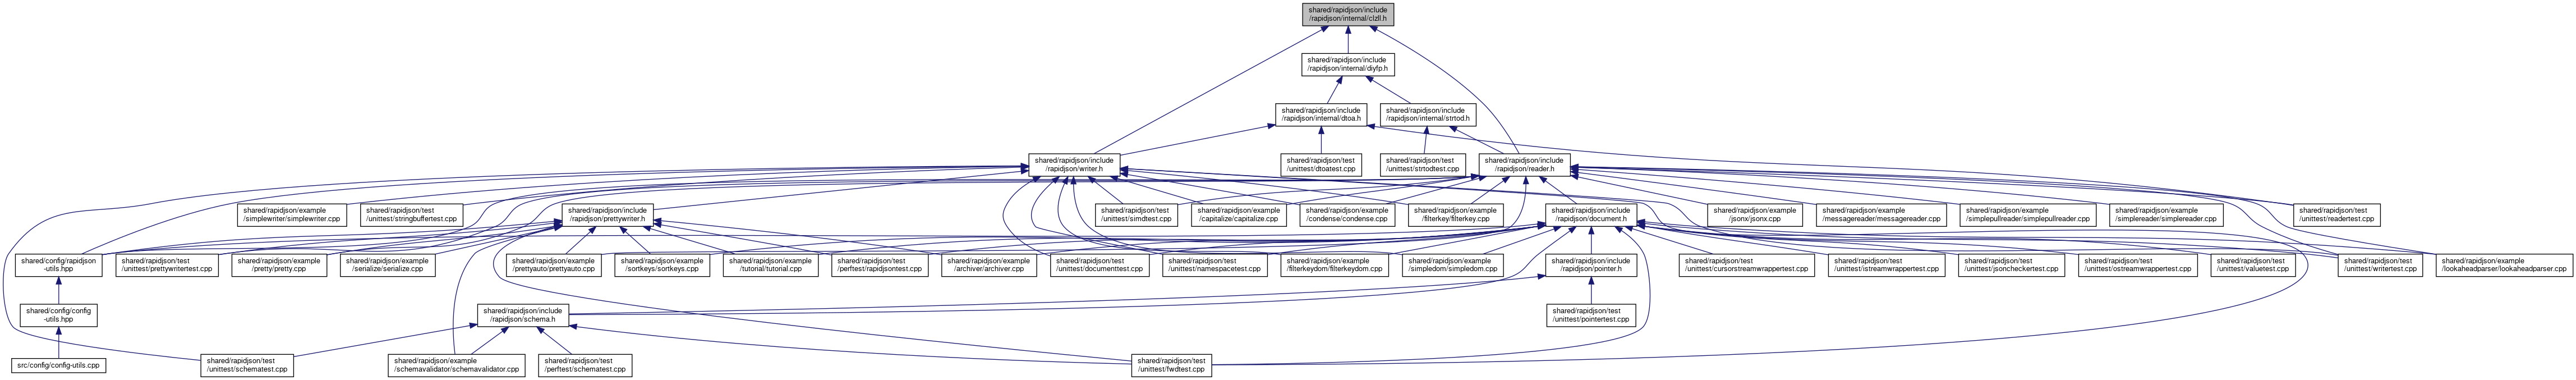 shared/rapidjson/include
/rapidjson/internal/clzll.h
shared/rapidjson/include
/rapidjson/internal/diyfp.h
shared/rapidjson/include
/rapidjson/internal/dtoa.h
shared/rapidjson/include
/rapidjson/internal/strtod.h
shared/rapidjson/include
/rapidjson/writer.h
shared/rapidjson/test
/unittest/dtoatest.cpp
shared/rapidjson/test
/unittest/strtodtest.cpp
shared/rapidjson/include
/rapidjson/reader.h
shared/rapidjson/example
/simplewriter/simplewriter.cpp
shared/rapidjson/test
/unittest/stringbuffertest.cpp
shared/rapidjson/include
/rapidjson/prettywriter.h
shared/rapidjson/test
/unittest/simdtest.cpp
shared/rapidjson/example
/capitalize/capitalize.cpp
shared/rapidjson/example
/condense/condense.cpp
shared/rapidjson/example
/filterkey/filterkey.cpp
shared/rapidjson/include
/rapidjson/document.h
shared/rapidjson/example
/jsonx/jsonx.cpp
shared/rapidjson/example
/messagereader/messagereader.cpp
shared/rapidjson/example
/simplepullreader/simplepullreader.cpp
shared/rapidjson/example
/simplereader/simplereader.cpp
shared/rapidjson/test
/unittest/readertest.cpp
shared/config/rapidjson
-utils.hpp
shared/rapidjson/test
/unittest/prettywritertest.cpp
shared/rapidjson/example
/pretty/pretty.cpp
shared/rapidjson/example
/serialize/serialize.cpp
shared/rapidjson/example
/prettyauto/prettyauto.cpp
shared/rapidjson/example
/sortkeys/sortkeys.cpp
shared/rapidjson/example
/tutorial/tutorial.cpp
shared/rapidjson/test
/perftest/rapidjsontest.cpp
shared/rapidjson/example
/archiver/archiver.cpp
shared/rapidjson/test
/unittest/documenttest.cpp
shared/rapidjson/test
/unittest/namespacetest.cpp
shared/rapidjson/example
/filterkeydom/filterkeydom.cpp
shared/rapidjson/example
/simpledom/simpledom.cpp
shared/rapidjson/include
/rapidjson/pointer.h
shared/rapidjson/test
/unittest/cursorstreamwrappertest.cpp
shared/rapidjson/test
/unittest/istreamwrappertest.cpp
shared/rapidjson/test
/unittest/jsoncheckertest.cpp
shared/rapidjson/test
/unittest/ostreamwrappertest.cpp
shared/rapidjson/test
/unittest/valuetest.cpp
shared/rapidjson/test
/unittest/writertest.cpp
shared/rapidjson/example
/lookaheadparser/lookaheadparser.cpp
shared/config/config
-utils.hpp
shared/rapidjson/include
/rapidjson/schema.h
shared/rapidjson/test
/unittest/pointertest.cpp
src/config/config-utils.cpp
shared/rapidjson/test
/unittest/schematest.cpp
shared/rapidjson/example
/schemavalidator/schemavalidator.cpp
shared/rapidjson/test
/perftest/schematest.cpp
shared/rapidjson/test
/unittest/fwdtest.cpp